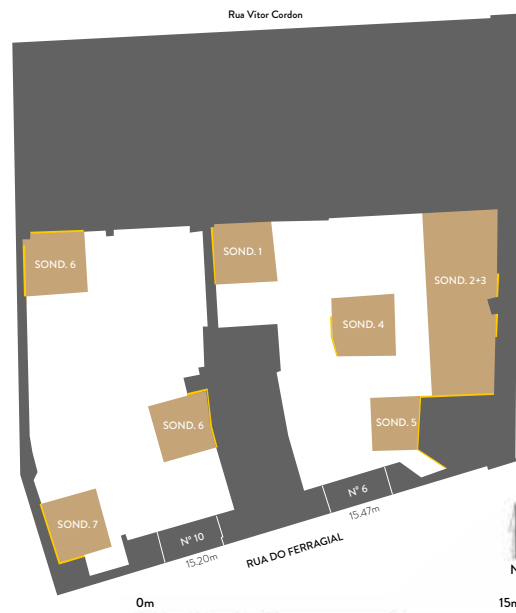 Rua Vitor Cordon
SOND. 6
SOND. 1
SOND. 2+3
SOND. 4
SOND. 6
SOND. 5
SOND. 7
Nº 6
15.47m
Nº 10
15.20m
RUA DO FERRAGIAL
N
0m
15m